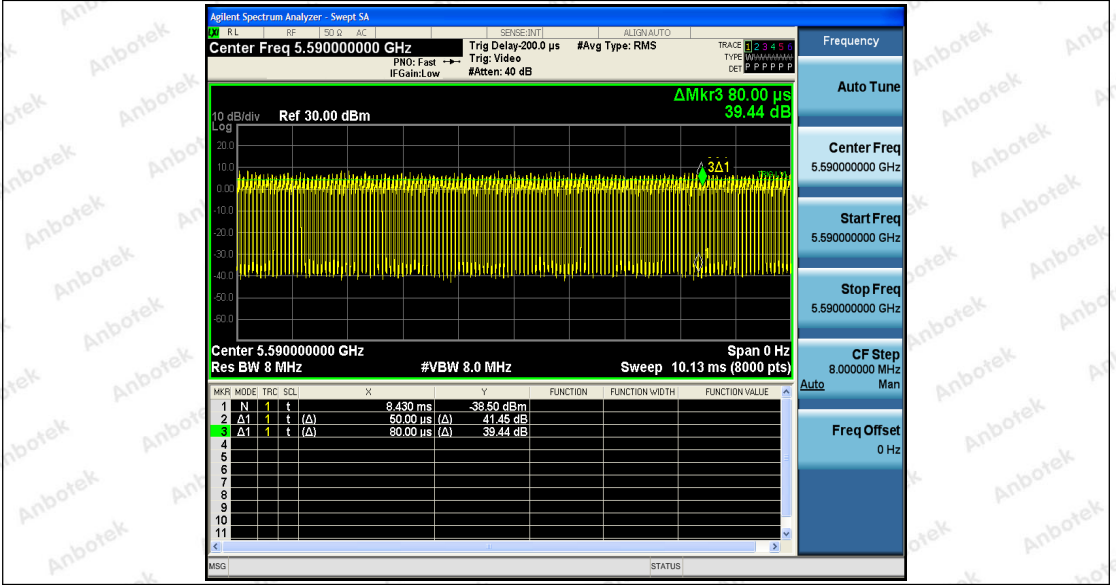 Agilent Spectrum Analyzer - Swept SA
RL RF 50 Ω AC SENSE:INT ALIGNAUTO
Center Freq 5.590000000 GHz
PNO: Fast
IFGain:Low
Trig Delay-200.0 µs
Trig: Video
#Atten: 40 dB
#Avg Type: RMS
TRACE 1 2 3 4 5 6
TYPE
DET P P P P P P
ΔMkr3 80.00 µs
39.44 dB
10 dB/div Ref 30.00 dBm
Log
20.0
10.0
0.00
-10.0
-20.0
-30.0
-40.0
-50.0
-60.0
3Δ1
1
Center 5.590000000 GHz Span 0 Hz
Res BW 8 MHz #VBW 8.0 MHz Sweep 10.13 ms (8000 pts)
MKR MODE TRC SCL X Y FUNCTION FUNCTION WIDTH FUNCTION VALUE
1 N 1 t 8.430 ms -38.50 dBm
2 Δ1 1 t (Δ) 50.00 µs (Δ) 41.45 dB
3 Δ1 1 t (Δ) 80.00 µs (Δ) 39.44 dB
4
5
6
7
8
9
10
11
MSG STATUS
Frequency
Auto Tune
Center Freq
5.590000000 GHz
Start Freq
5.590000000 GHz
Stop Freq
5.590000000 GHz
CF Step
8.000000 MHz
Auto Man
Freq Offset
0 Hz
Anbotek